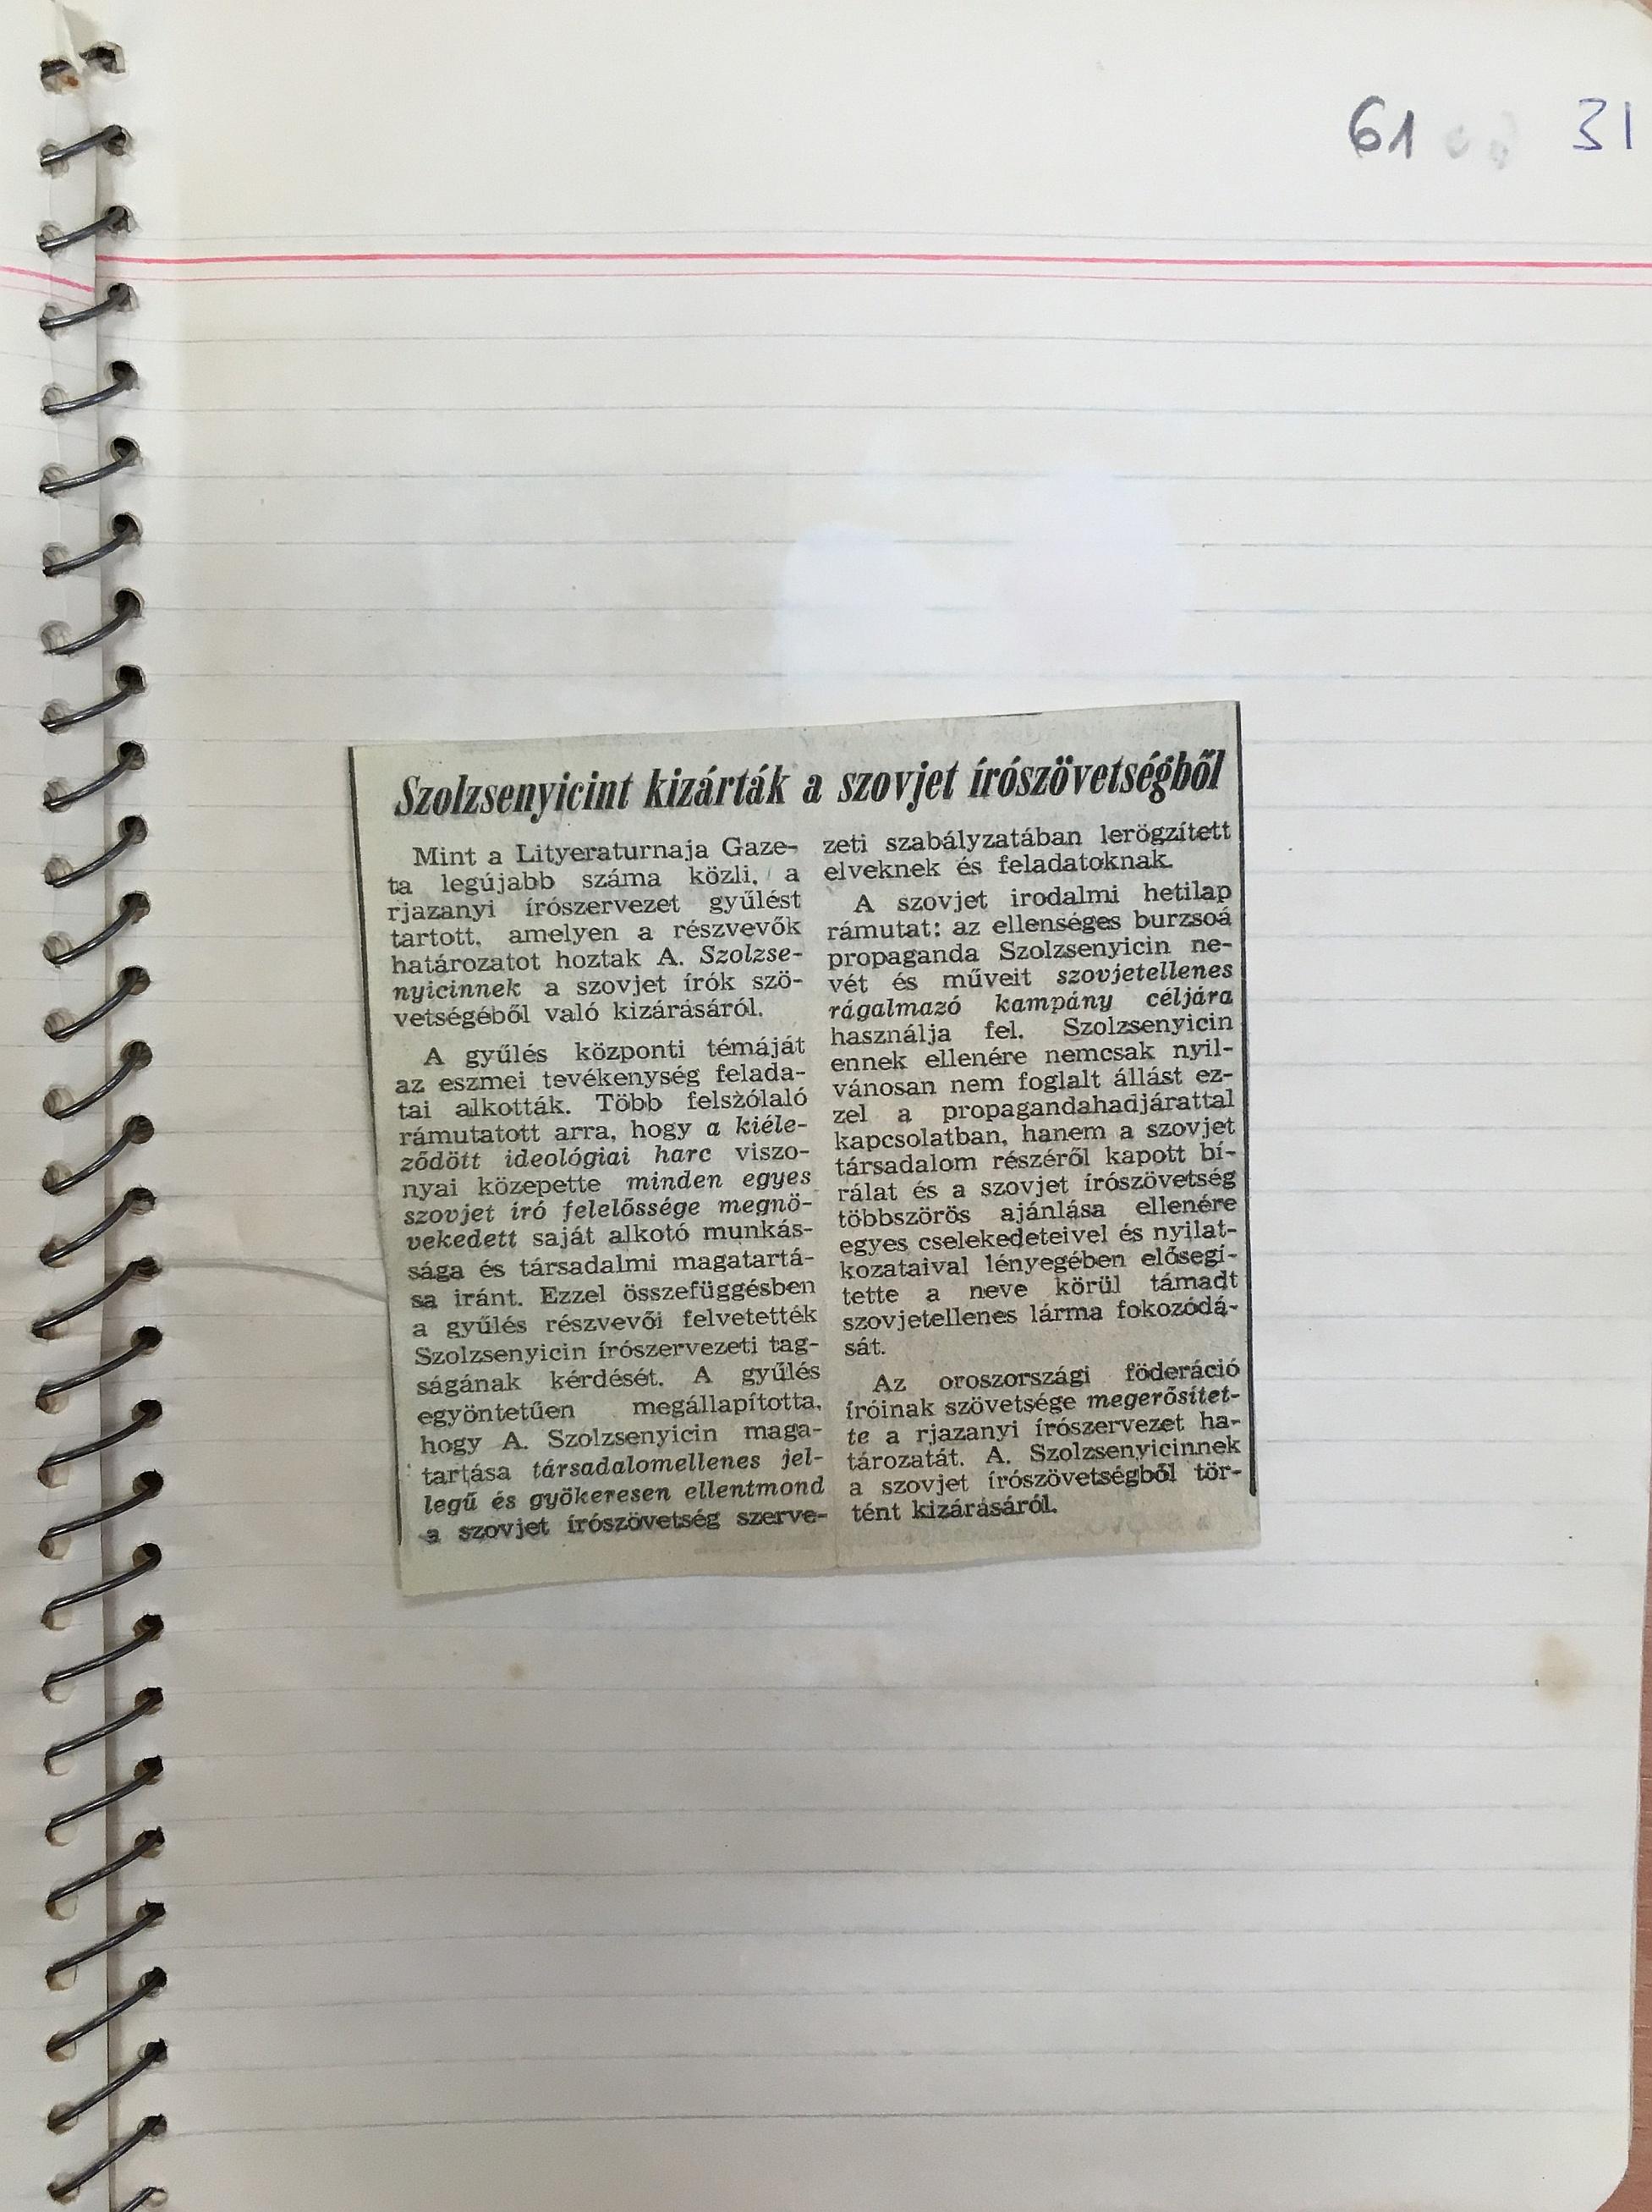 61 31
Szolzsenyicint kizárták a szovjet írószövetségből
Mint a Lityeraturnaja Gaze-
ta legújabb száma közli, a
rjazanyi írószervezet gyűlést
tartott, amelyen a részvevők
határozatot hoztak A. Szolzse-
nyicinnek a szovjet írók szö-
vetségéből való kizárásáról.
A gyűlés központi témáját
az eszmei tevékenység felada-
tai alkották. Több felszólaló
rámutatott arra, hogy a kiéle-
ződött ideológiai harc viszo-
nyai közepette minden egyes
szovjet író felelőssége megnö-
vekedett saját alkotó munkás-
sága és társadalmi magatartá-
sa iránt. Ezzel összefüggésben
a gyűlés részvevői felvetették
Szolzsenyicin írószervezeti tag-
ságának kérdését. A gyűlés
egyöntetűen megállapította,
hogy A. Szolzsenyicin maga-
tartása társadalomellenes jel-
legű és gyökeresen ellentmond
a szovjet írószövetség szerve-
zeti szabályzatában lerögzített
elveknek és feladatoknak.
A szovjet irodalmi hetilap
rámutat: az ellenséges burzsoá
propaganda Szolzsenyicin ne-
vét és műveit szovjetellenes
rágalmazó kampány céljára
használja fel. Szolzsenyicin
ennek ellenére nemcsak nyil-
vánosan nem foglalt állást ez-
zel a propagandahadjárattal
kapcsolatban, hanem a szovjet
társadalom részéről kapott bí-
rálat és a szovjet írószövetség
többszörös ajánlása ellenére
egyes cselekedeteivel és nyilat-
kozataival lényegében elősegí-
tette a neve körül támadt
szovjetellenes lárma fokozódá-
sát.
Az oroszországi föderáció
íróinak szövetsége megerősítet-
te a rjazanyi írószervezet ha-
tározatát. A. Szolzsenyicinnek
a szovjet írószövetségből tör-
tént kizárásáról.